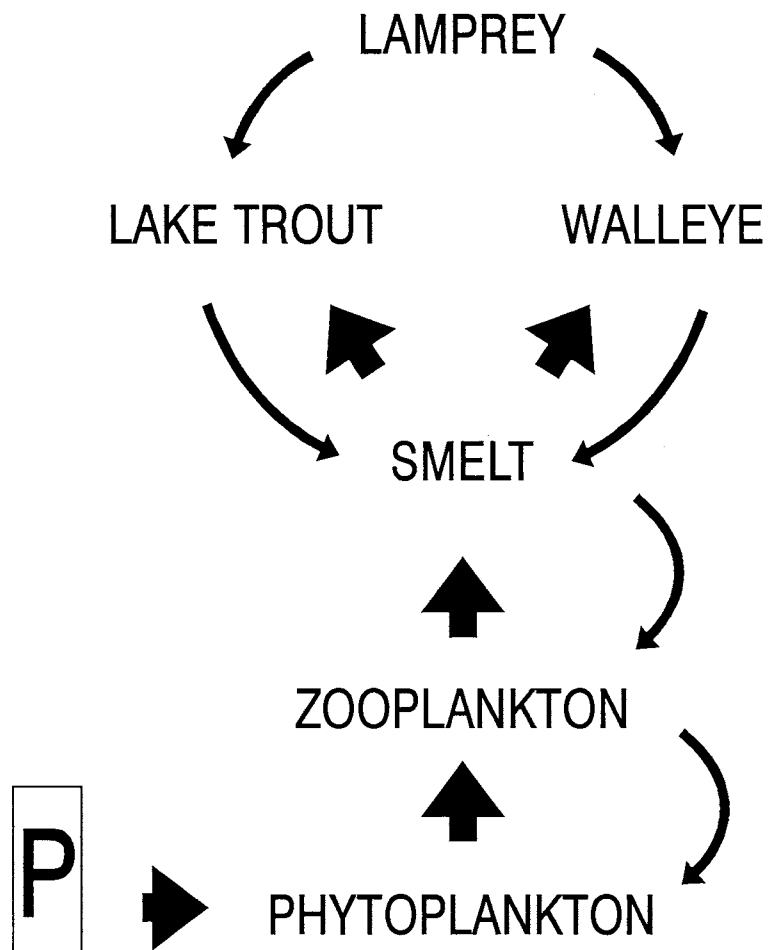 LAMPREY
LAKE TROUT WALLEYE
SMELT
ZOOPLANKTON
P
PHYTOPLANKTON